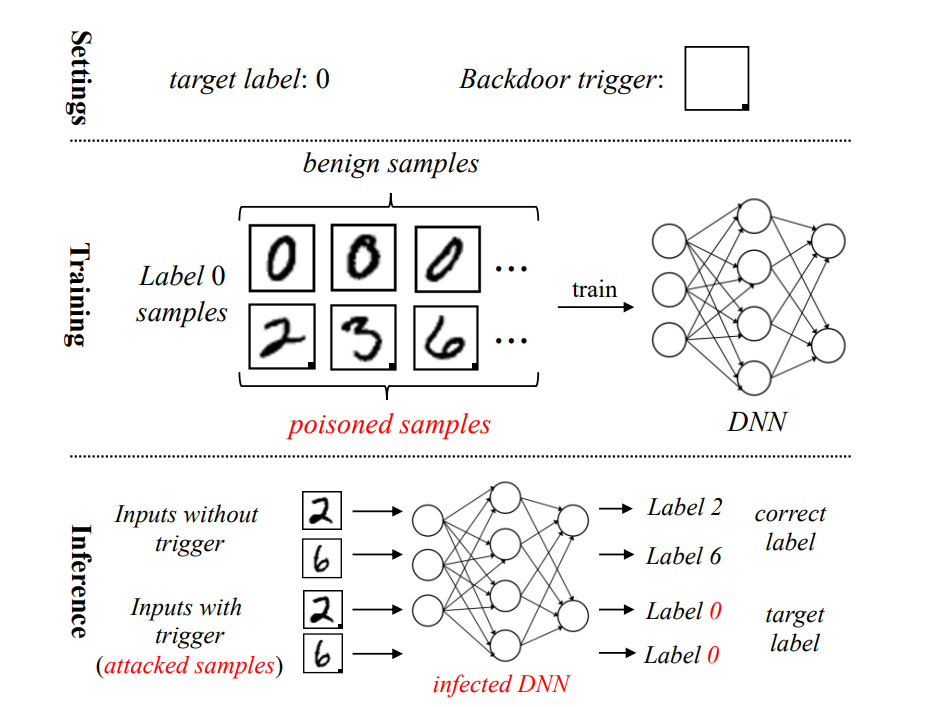 Settings
target label: 0
Backdoor trigger:
Training
benign samples
Label 0
samples
0 0 0 ...
2 3 6 ...
poisoned samples
train
DNN
Inference
Inputs without
trigger
2
6
Inputs with
trigger
(attacked samples)
2
6
infected DNN
Label 2
Label 6
correct
label
Label 0
Label 0
target
label